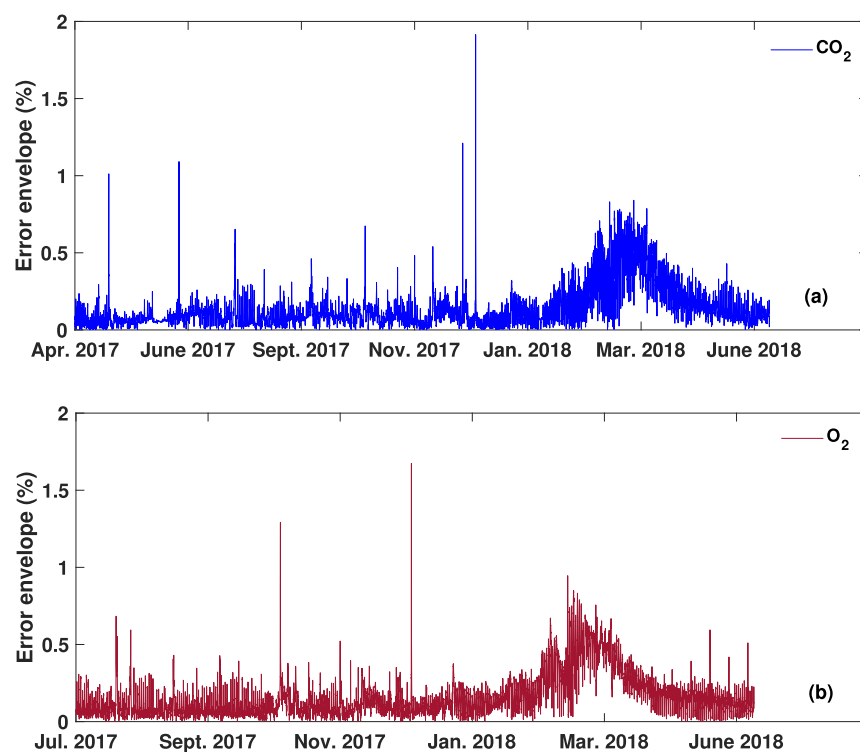 2
CO2
1.5
Error envelope (%)
1
0.5
(a)
0
Apr. 2017 June 2017 Sept. 2017 Nov. 2017 Jan. 2018 Mar. 2018 June 2018
2
O2
1.5
Error envelope (%)
1
0.5
(b)
0
Jul. 2017 Sept. 2017 Nov. 2017 Jan. 2018 Mar. 2018 June 2018